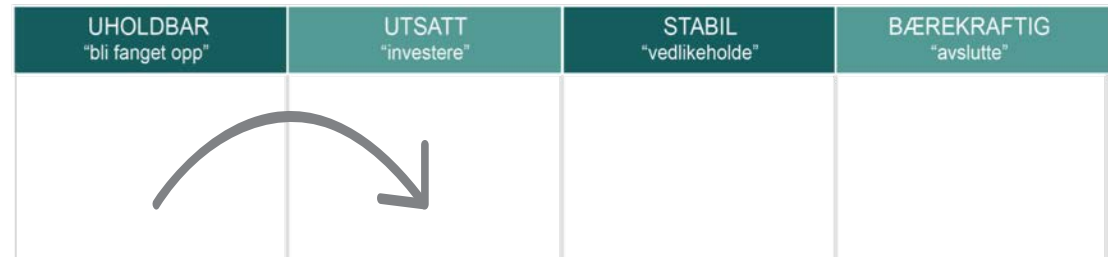 UHOLDBAR
"bli fanget opp"
UTSATT
"investere"
STABIL
"vedlikeholde"
BÆREKRAFTIG
"avslutte"